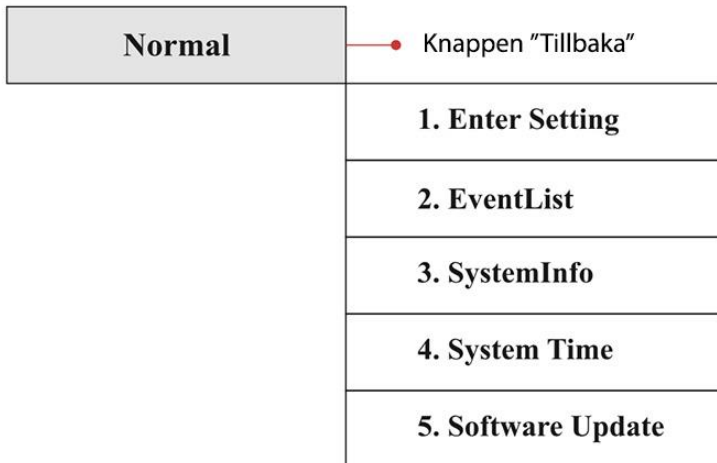 Normal
Knappen ”Tillbaka”
1. Enter Setting
2. EventList
3. SystemInfo
4. System Time
5. Software Update